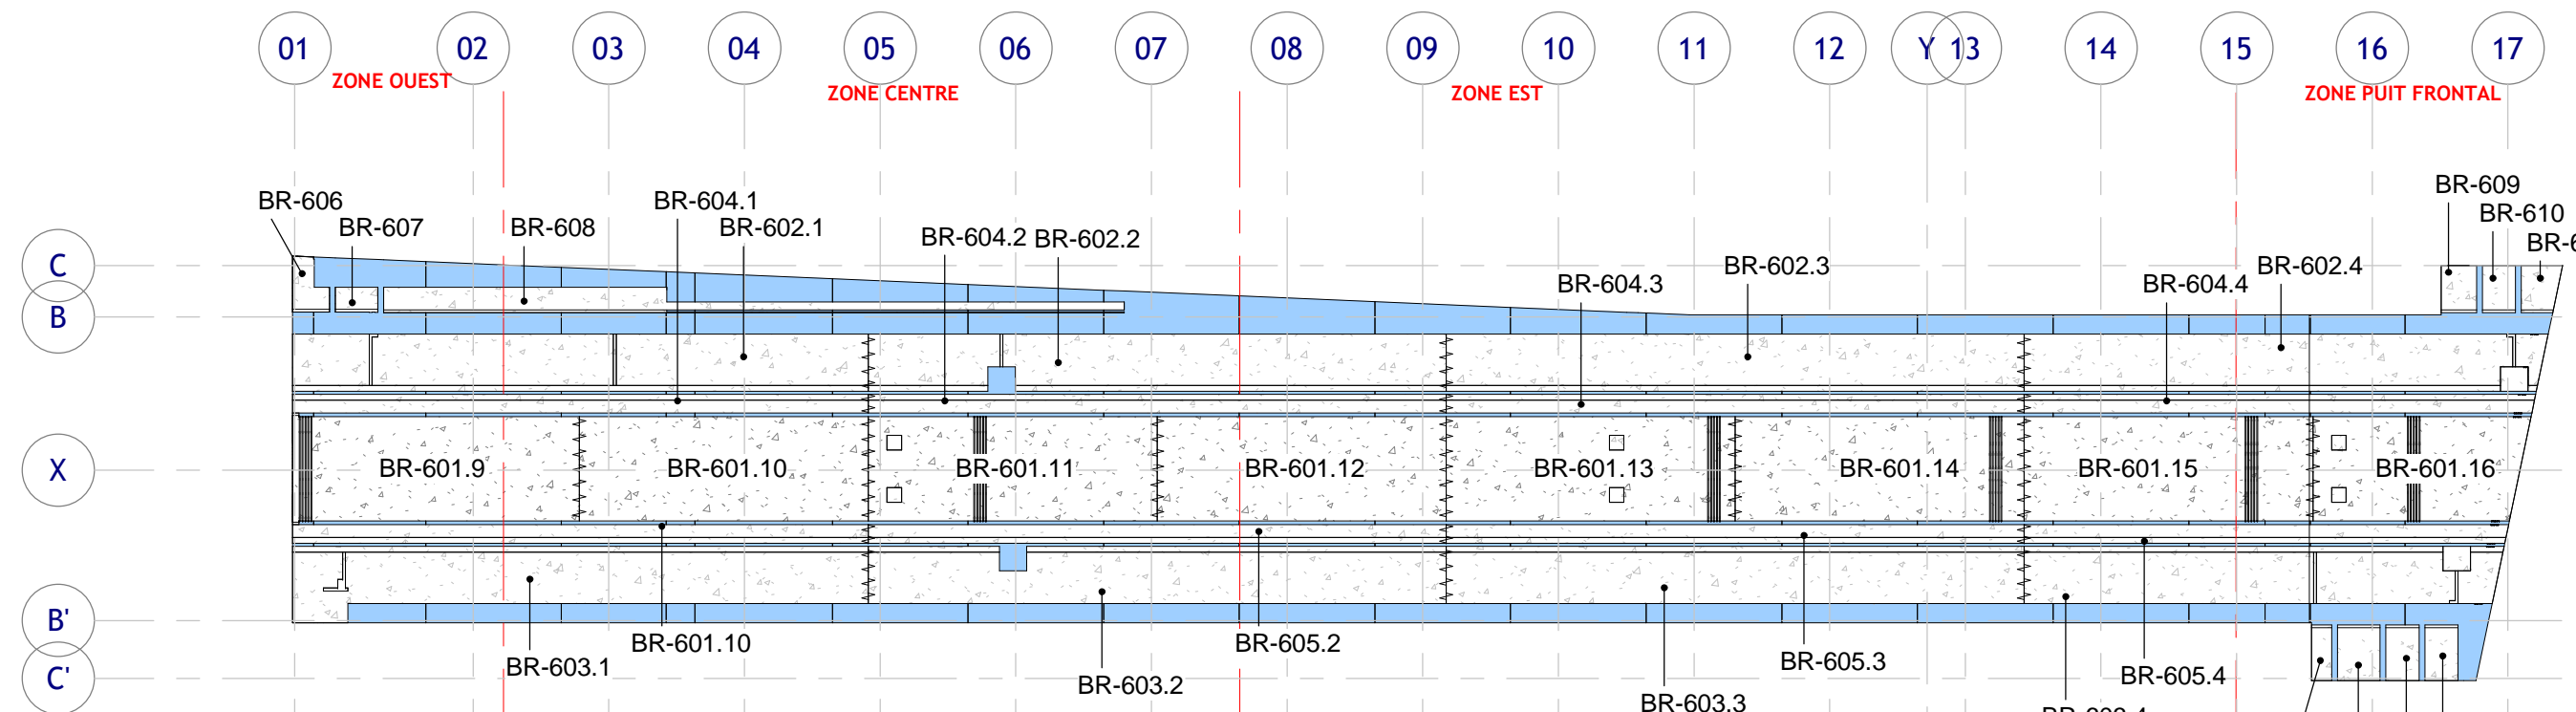 01 02 03 04 05 06 07 08 09 10 11 12 Y 13 14 15 16 17
ZONE OUEST ZONE CENTRE ZONE EST ZONE PUIT FRONTAL
BR-609
BR-606 BR-604.1
BR-607 BR-608 BR-602.1 BR-610
BR-604.2 BR-602.2
C BR-602.3 BR-602.4
BR-604.3 BR-604.4
B
X BR-601.9 BR-601.10 BR-601.11 BR-601.12 BR-601.13 BR-601.14 BR-601.15 BR-601.16
B'
BR-601.10 BR-605.2
BR-603.1 BR-605.3
C' BR-605.4
BR-603.2
BR-603.3